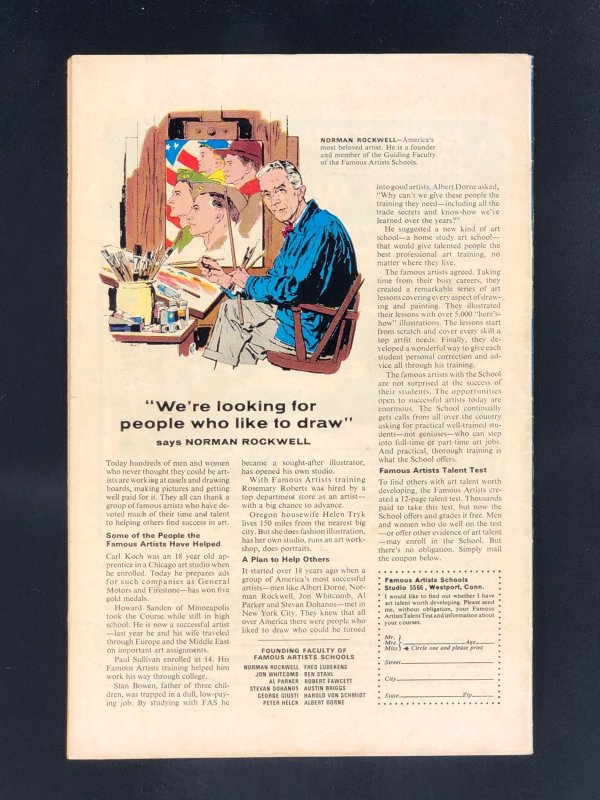 NORMAN ROCKWELL—America's
most beloved artist. He is a founder
and member of the Guiding Faculty
of the Famous Artists Schools.
"We're looking for
people who like to draw"
says NORMAN ROCKWELL
Today hundreds of men and women
who never thought they could be art-
ists are working at easels and drawing
boards, making pictures and getting
well paid for it. They all can thank a
group of famous artists who have de-
voted much of their time and talent
to helping others find success in art.
Some of the People the
Famous Artists Have Helped
Carl Koch was an 18 year old ap-
prentice in a Chicago art studio when
he enrolled. Today he prepares ads
for such companies as General
Motors and Firestone—has won five
gold medals.
Howard Sanden of Minneapolis
took The Course while still in high
school. He is now a successful artist
—last year he and his wife traveled
through Europe and the Middle East
on important art assignments.
Paul Sullivan enrolled at 14. His
Famous Artists training helped him
work his way through college.
Stan Bowen, father of three chil-
dren, was trapped in a dull, low-pay-
ing job. By studying with FAS he
became a sought-after illustrator,
has opened his own studio.
With Famous Artists training
Rosemary Roberts was hired by a
top department store as an artist—
with a big chance to advance.
Oregon housewife Helen Tryk
lives 150 miles from the nearest big
city. But she does fashion illustration,
has her own studio, runs an art work-
shop, does portraits.
A Plan to Help Others
It started over 18 years ago when a
group of America's most successful
artists—men like Albert Dorne, Nor-
man Rockwell, Jon Whitcomb, Al
Parker and Stevan Dohanos—met in
New York City. They knew that all
over America there were people who
liked to draw who could be turned
FOUNDING FACULTY OF
FAMOUS ARTISTS SCHOOLS
NORMAN ROCKWELL FRED LUDEKENS
JON WHITCOMB BEN STAHL
AL PARKER ROBERT FAWCETT
STEVAN DOHANOS AUSTIN BRIGGS
GEORGE GIUSTI HAROLD VON SCHMIDT
PETER HELCK ALBERT DORNE
into good artists. Albert Dorne asked,
"Why can't we give these people the
training they need—including all the
trade secrets and know-how we've
learned over the years?"
He suggested a new kind of art
school—a home study art school—
that would give talented people the
best professional art training, no
matter where they live.
The famous artists agreed. Taking
time from their busy careers, they
created a remarkable series of art
lessons covering every aspect of draw-
ing and painting. They illustrated
their lessons with over 5,000 "here's-
how" illustrations. The lessons start
from scratch and cover every skill a
top artist needs. Finally, they de-
veloped a wonderful way to give each
student personal correction and ad-
vice all through his training.
The famous artists with the School
are not surprised at the success of
their students. The opportunities
open to successful artists today are
enormous. The School continually
gets calls from all over the country
asking for practical well-trained stu-
dents—not geniuses—who can step
into full-time or part-time art jobs.
And practical, thorough training is
what the School offers.
Famous Artists Talent Test
To find others with art talent worth
developing, the Famous Artists cre-
ated a 12-page talent test. Thousands
paid to take this test, but now the
School offers and grades it free. Men
and women who do well on the test
—or offer other evidence of art talent
—may enroll in the School. But
there's no obligation. Simply mail
the coupon below.
Famous Artists Schools
Studio 5566, Westport, Conn.
I would like to find out whether I have
art talent worth developing. Please send
me, without obligation, your Famous
Artists Talent Test and information about
your courses.
Mr.
Mrs. Age
Miss Circle one and please print
Street
City
State Zip